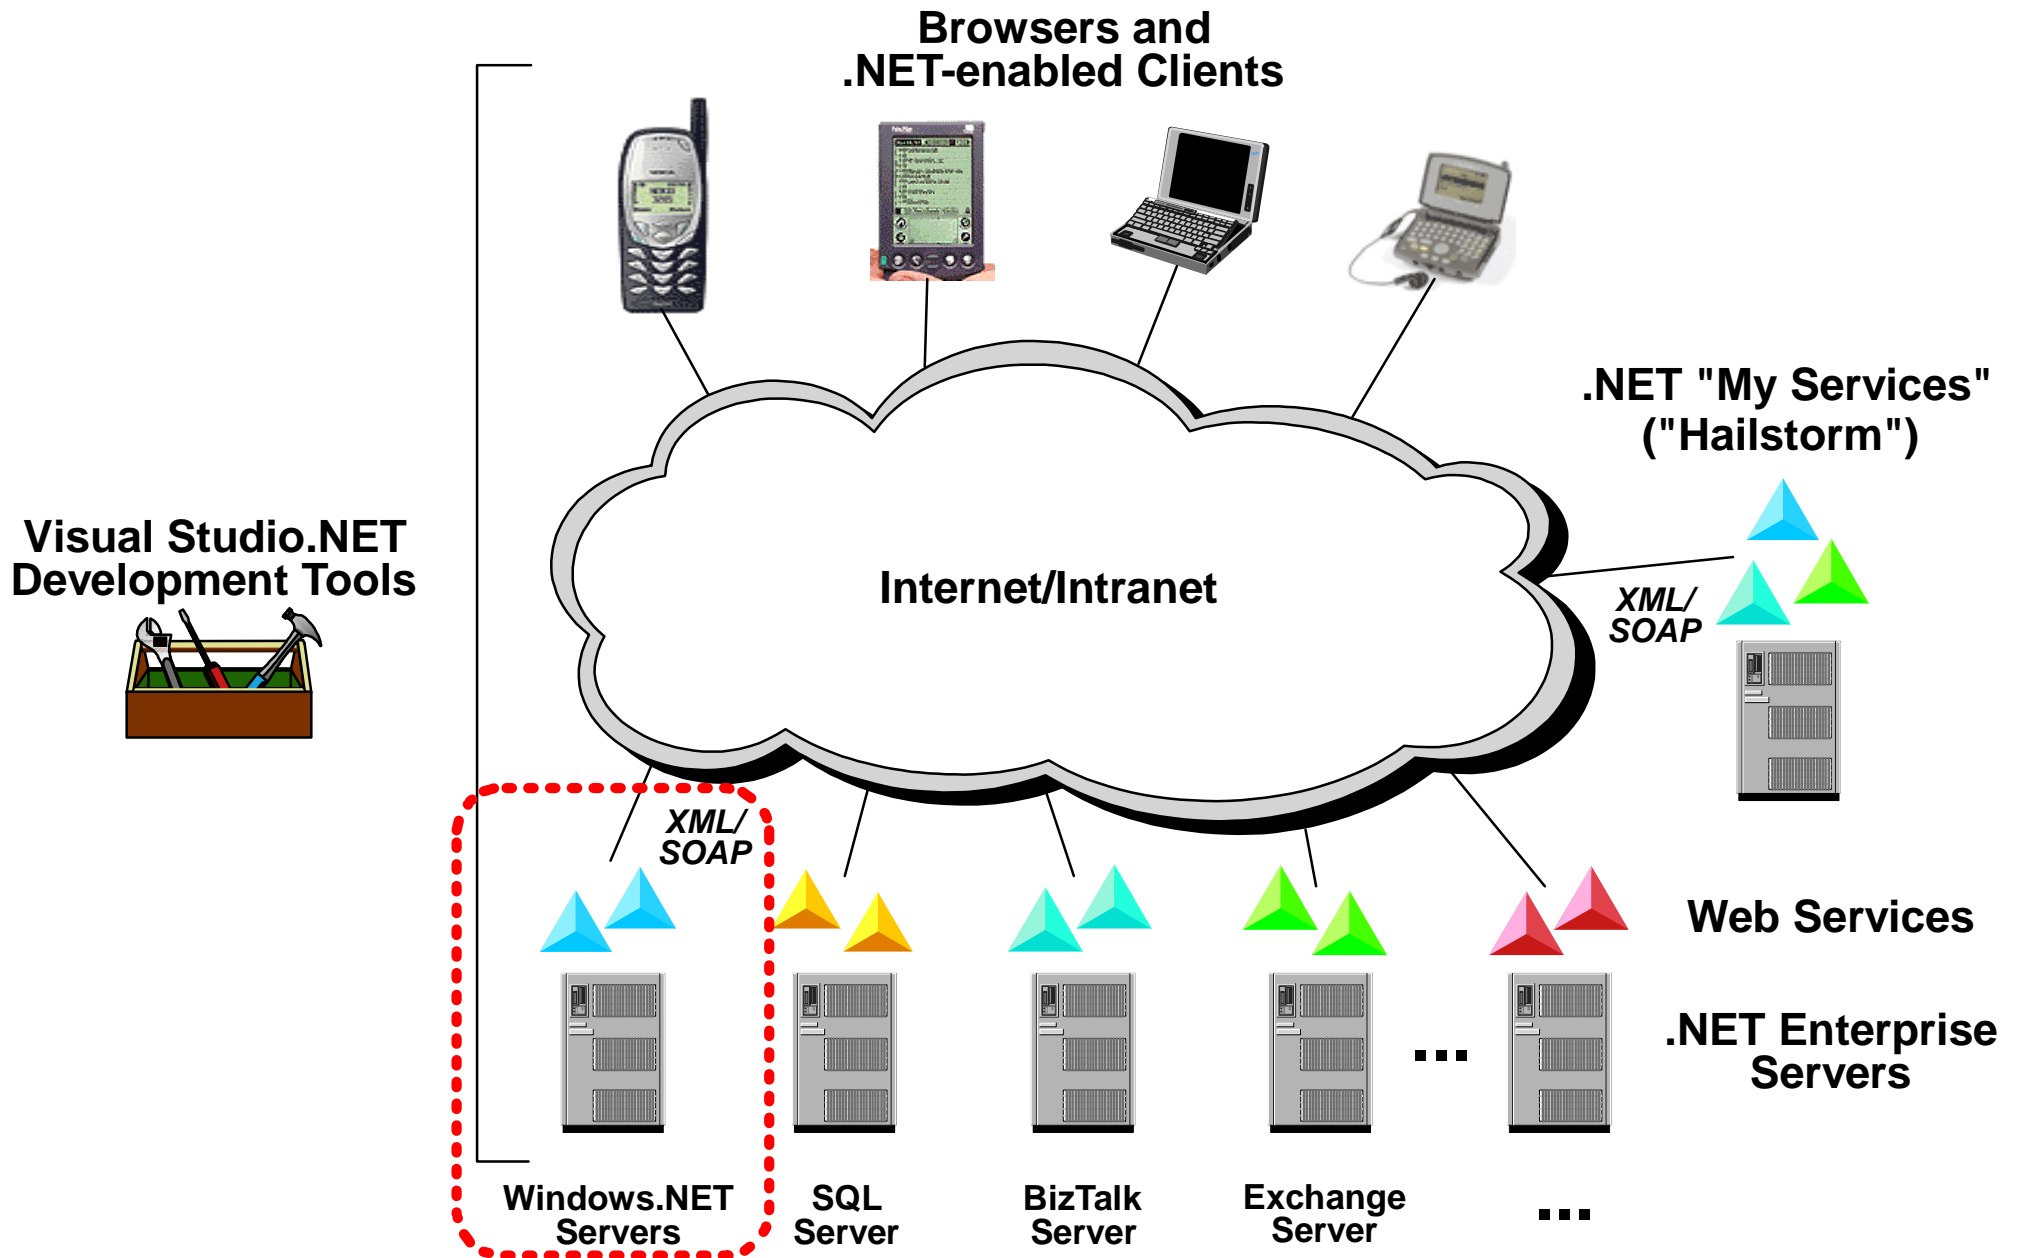 Browsers and
.NET-enabled Clients
.NET "My Services"
("Hailstorm")
Visual Studio.NET
Development Tools
Internet/Intranet
XML/
SOAP
XML/
SOAP
Web Services
.NET Enterprise
Servers
...
Windows.NET
Servers
SQL
Server
BizTalk
Server
Exchange
Server
...